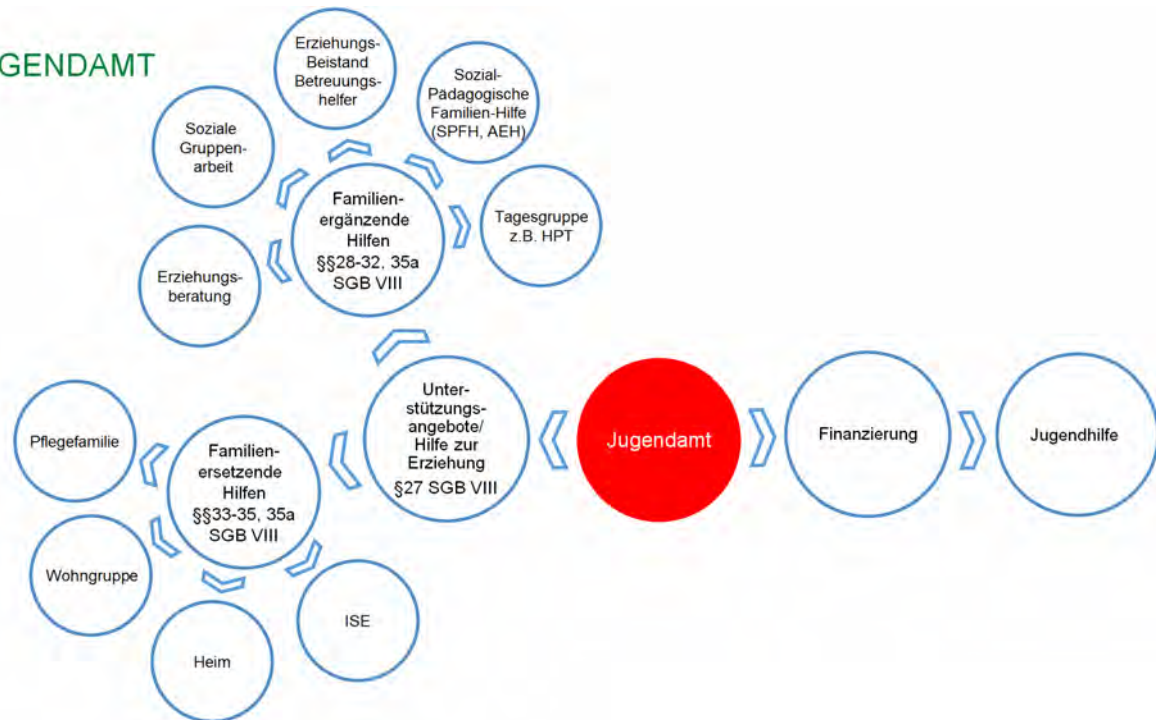 GENDAMT
Erziehungs-
Beistand
Betreuungs-
helfer
Sozial-
Pädagogische
Familien-Hilfe
(SPFH, AEH)
Soziale
Gruppen-
arbeit
Familien-
ergänzende
Hilfen
§§28-32, 35a
SGB VIII
Tagesgruppe
z.B. HPT
Erziehungs-
beratung
Unter-
stützungs-
angebote/
Hilfe zur
Erziehung
§27 SGB VIII
Jugendamt
Finanzierung
Jugendhilfe
Pflegefamilie
Familien-
ersetzende
Hilfen
§§33-35, 35a
SGB VIII
Wohngruppe
Heim
ISE